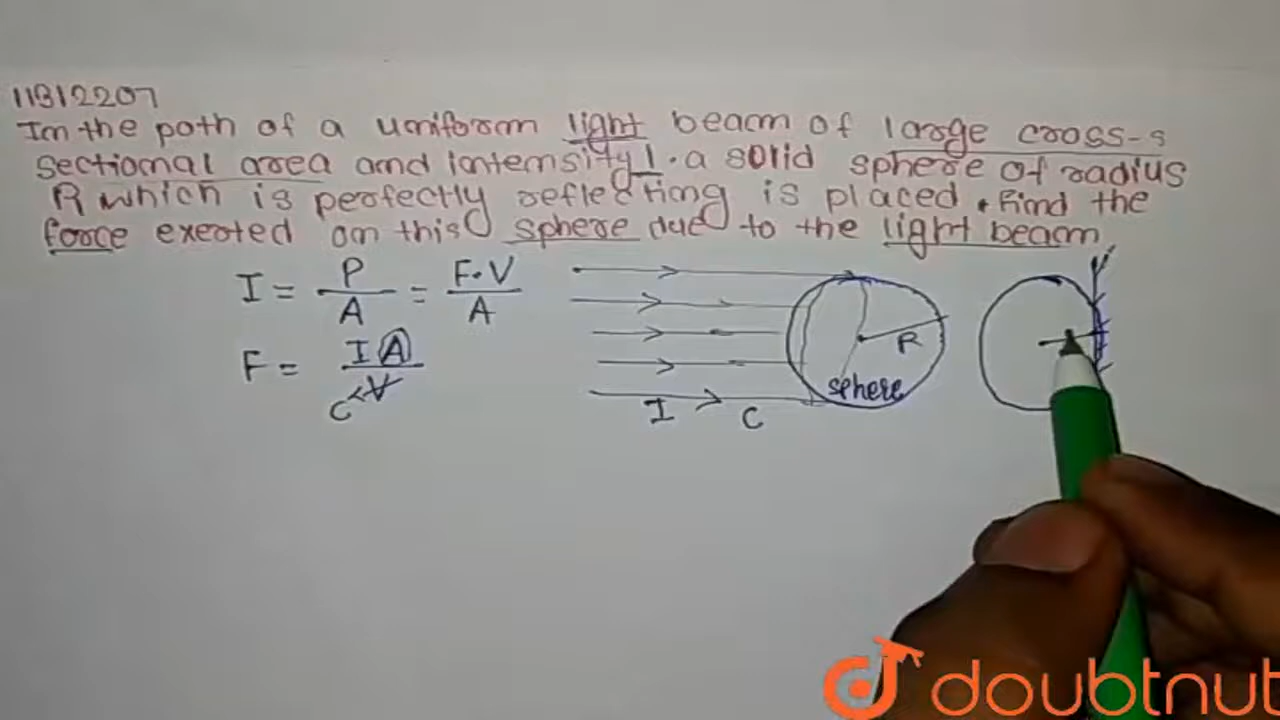 11312207
In the path of a uniform light beam of large cross-s
sectional area and intensity I. a solid sphere of radius
R which is perfectly reflecting is placed. Find the
force exerted on this sphere due to the light beam
I = P/A = F·V/A
F = IA/V
C
I C
R
sphere
doubtnut